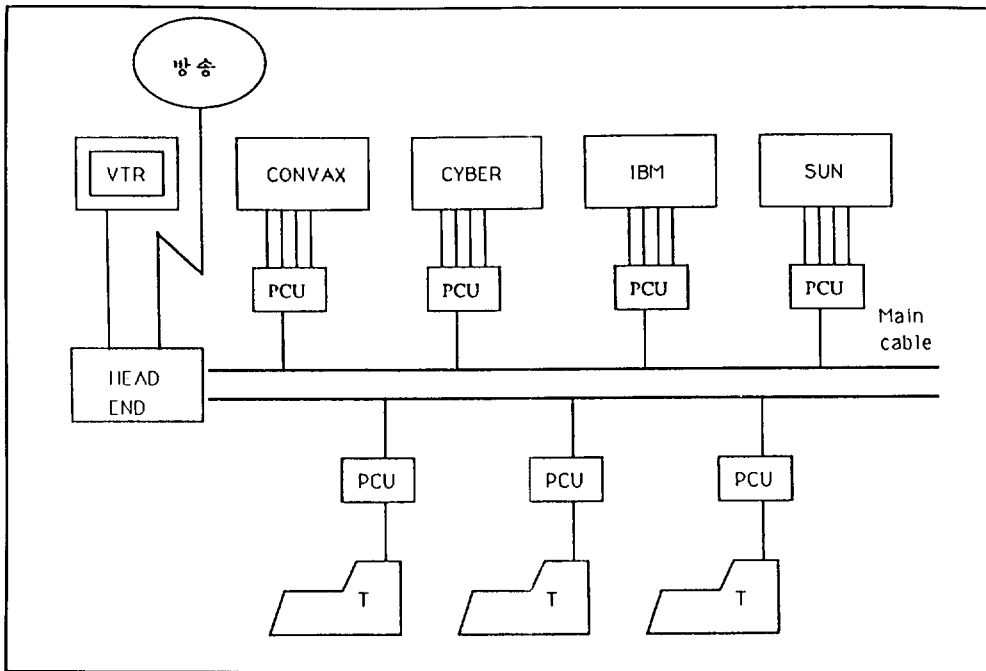 방송
VTR
CONVAX
CYBER
IBM
SUN
PCU
PCU
PCU
PCU
Main
cable
HEAD
END
PCU
PCU
PCU
T
T
T